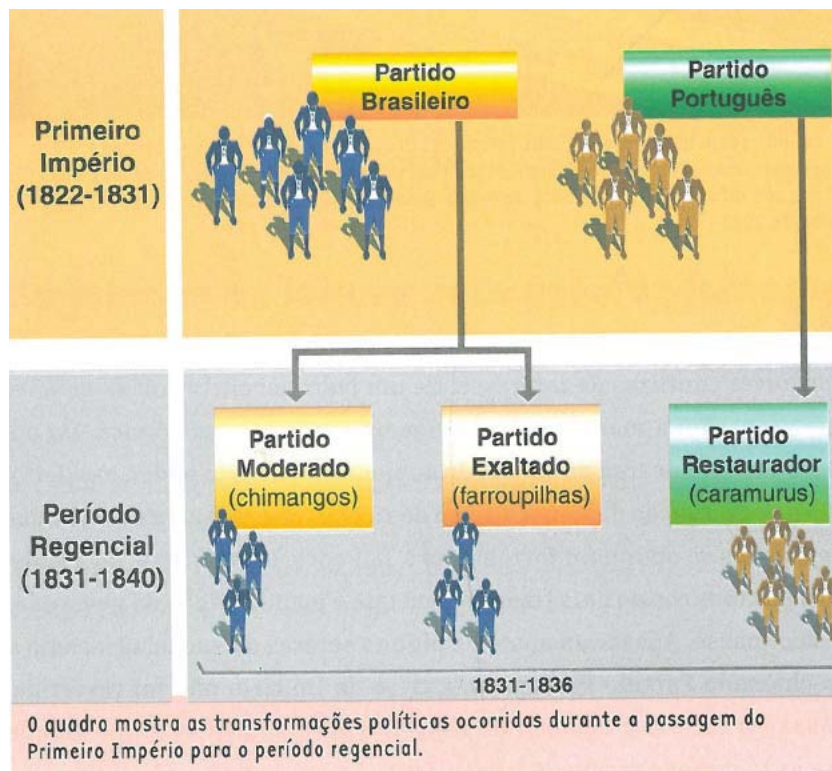 Partido
Brasileiro
Partido
Português
Primeiro
Império
(1822-1831)
Partido
Moderado
(chimangos)
Partido
Exaltado
(farroupilhas)
Partido
Restaurador
(caramurus)
Período
Regencial
(1831-1840)
1831-1836
O quadro mostra as transformações políticas ocorridas durante a passagem do
Primeiro Império para o período regencial.